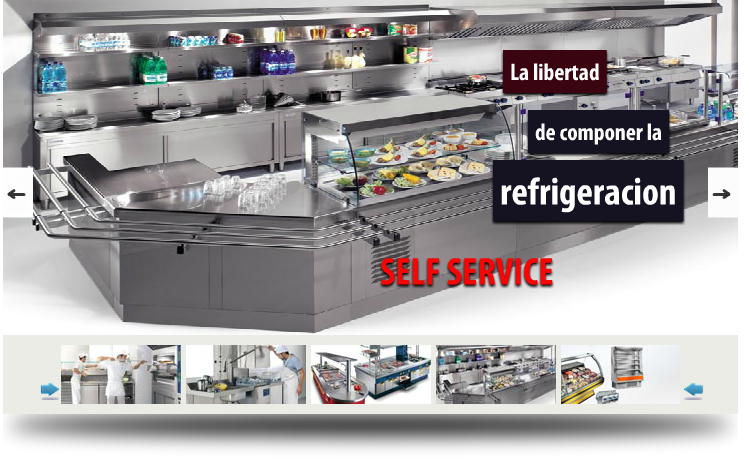 La libertad
de componer la
refrigeracion
SELF SERVICE